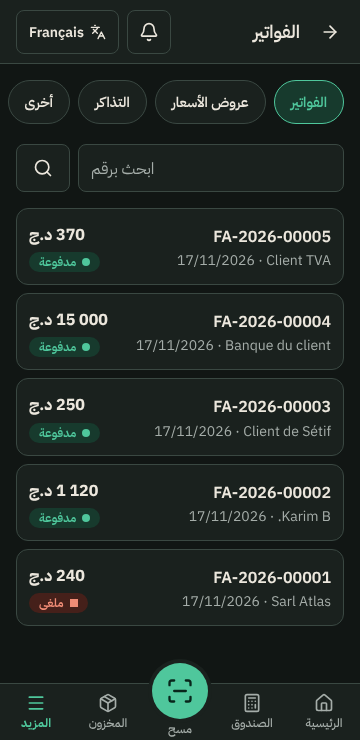 الفواتير
Français
الفواتير
عروض الأسعار
التذاكر
أخرى
ابحث برقم
FA-2026-00005
370 د.ج
17/11/2026 · Client TVA
مدفوعة
FA-2026-00004
15 000 د.ج
17/11/2026 · Banque du client
مدفوعة
FA-2026-00003
250 د.ج
17/11/2026 · Client de Sétif
مدفوعة
FA-2026-00002
1 120 د.ج
17/11/2026 · .Karim B
مدفوعة
FA-2026-00001
240 د.ج
17/11/2026 · Sarl Atlas
ملغى
الرئيسية
الصندوق
مسح
المخزون
المزيد